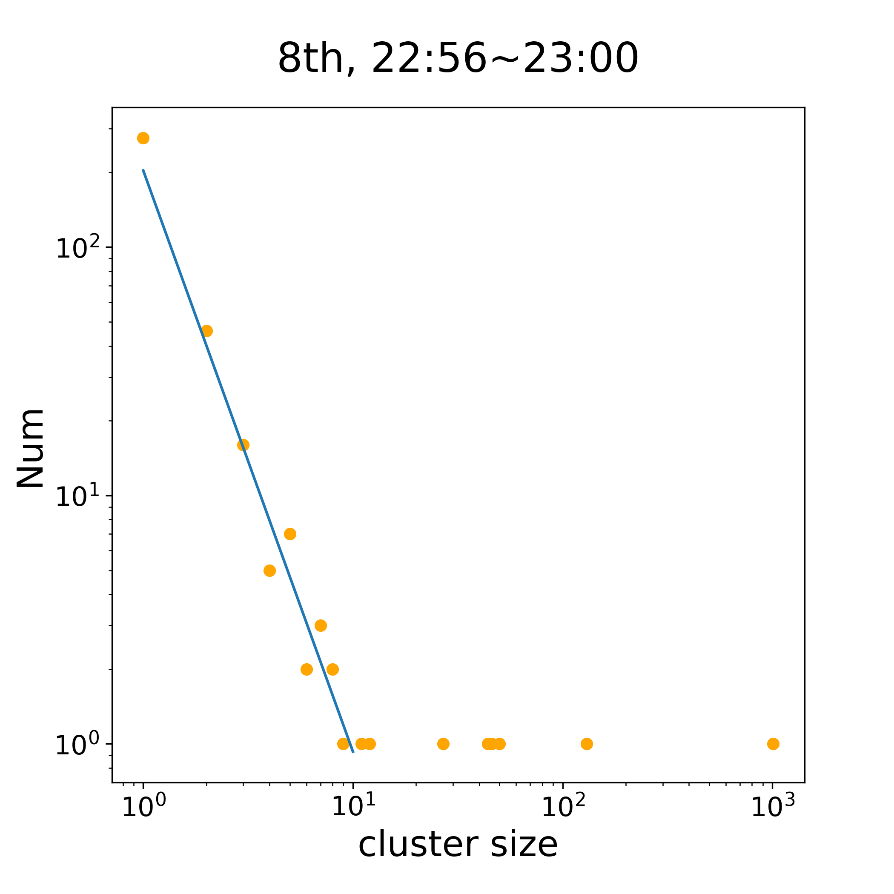 8th, 22:56~23:00
Num
10²
10¹
10⁰
10⁰ 10¹ 10² 10³
cluster size